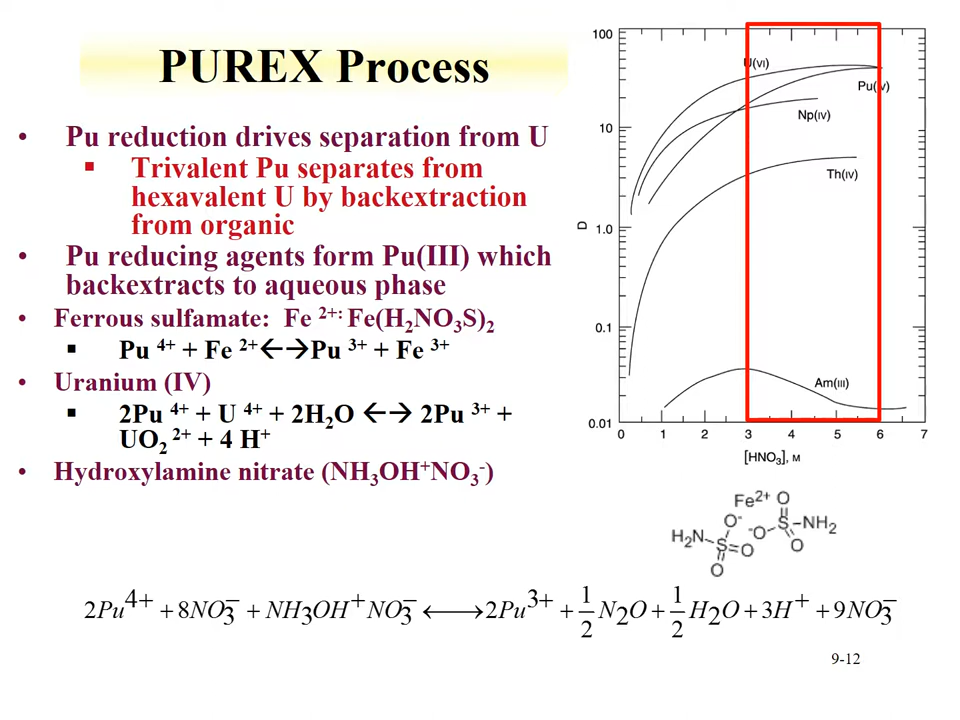 PUREX Process
• Pu reduction drives separation from U
▪ Trivalent Pu separates from
hexavalent U by backextraction
from organic
• Pu reducing agents form Pu(III) which
backextracts to aqueous phase
• Ferrous sulfamate: Fe ²⁺: Fe(H₂NO₃S)₂
▪ Pu ⁴⁺ + Fe ²⁺←→Pu ³⁺ + Fe ³⁺
• Uranium (IV)
▪ 2Pu ⁴⁺ + U ⁴⁺ + 2H₂O ←→ 2Pu ³⁺ +
UO₂ ²⁺ + 4 H⁺
• Hydroxylamine nitrate (NH₃OH⁺NO₃⁻)
100
10
1.0
0.1
0.01
D
U(VI)
Pu(IV)
Np(IV)
Th(IV)
Am(III)
0 1 2 3 4 5 6 7
[HNO₃], M
Fe²⁺
O
O⁻
⁻O
S
NH₂
H₂N
S
O
O
O
2Pu⁴⁺ + 8NO₃⁻ + NH₃OH⁺NO₃⁻ ⟷ 2Pu³⁺ + 1/2 N₂O + 1/2 H₂O + 3H⁺ + 9NO₃⁻
9-12